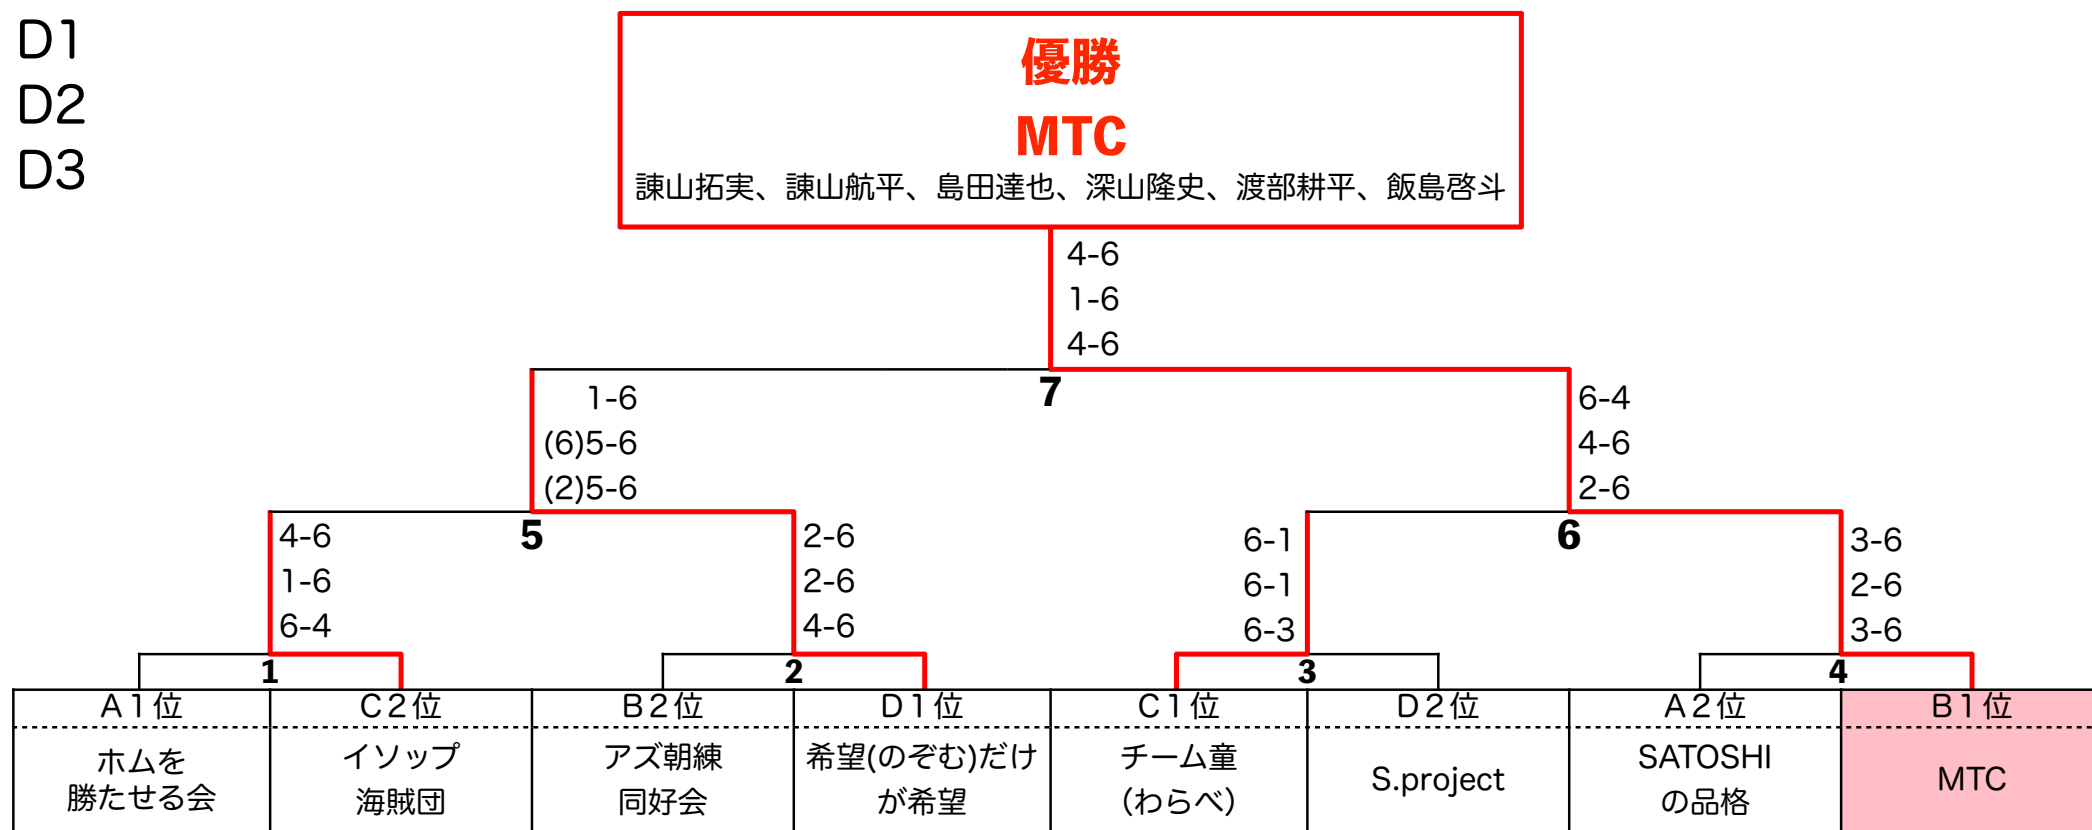 D1
D2
D3
優勝
MTC
諌山拓実、諌山航平、島田達也、深山隆史、渡部耕平、飯島啓斗
4-6
1-6
4-6
7
1-6
(6)5-6
(2)5-6
6-4
4-6
2-6
5
6
4-6
1-6
6-4
2-6
2-6
4-6
6-1
6-1
6-3
3-6
2-6
3-6
1
2
3
4
A1位
C2位
B2位
D1位
C1位
D2位
A2位
B1位
ホムを
勝たせる会
イソップ
海賊団
アズ朝練
同好会
希望(のぞむ)だけ
が希望
チーム童
（わらべ）
S.project
SATOSHI
の品格
MTC